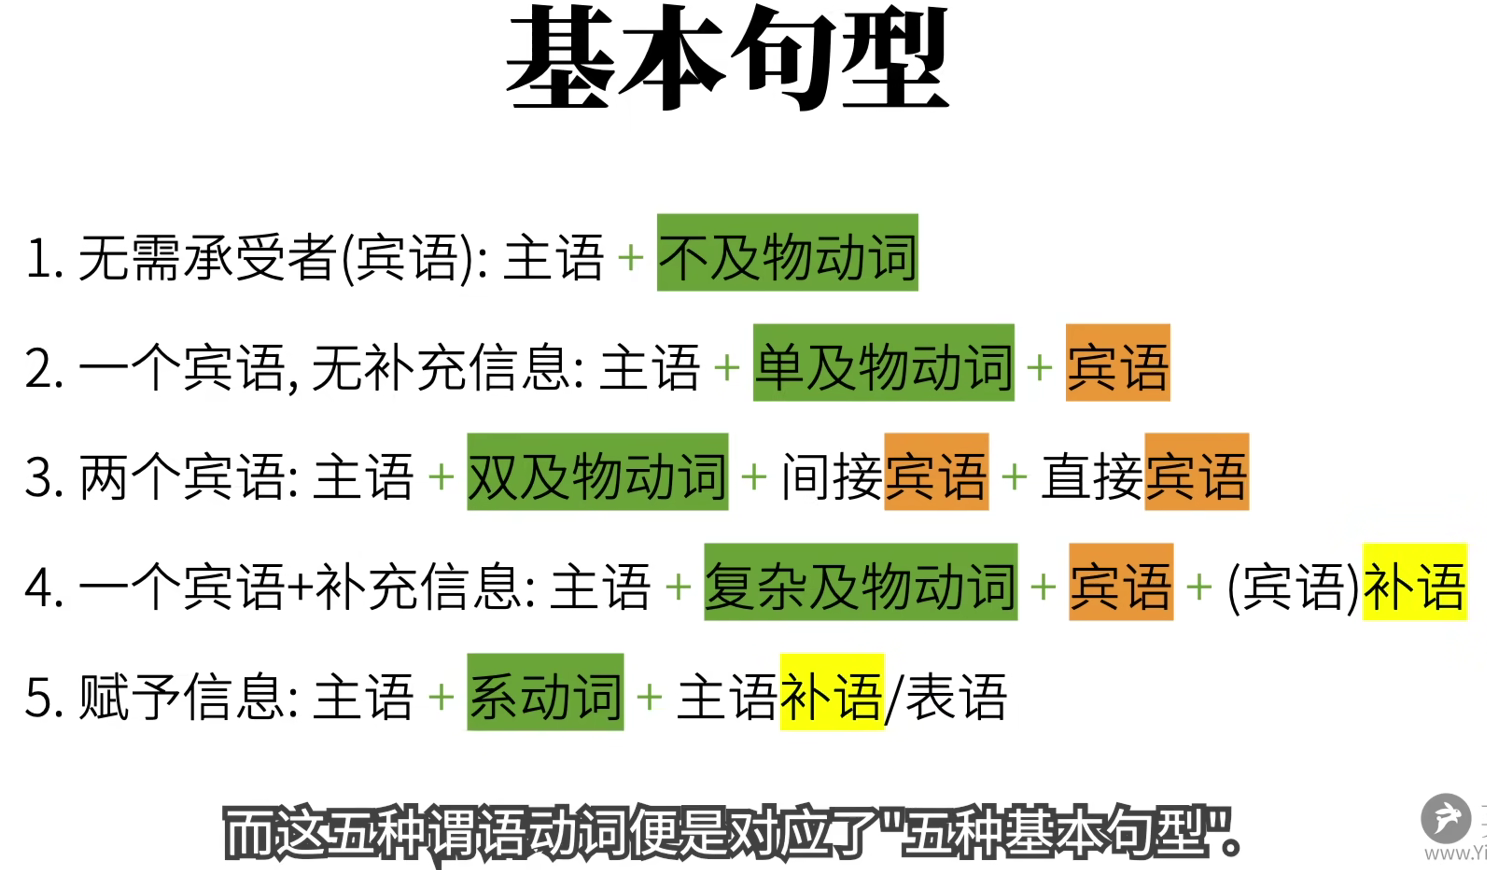 基本句型
1. 无需承受者(宾语): 主语 + 不及物动词
2. 一个宾语, 无补充信息: 主语 + 单及物动词 + 宾语
3. 两个宾语: 主语 + 双及物动词 + 间接宾语 + 直接宾语
4. 一个宾语+补充信息: 主语 + 复杂及物动词 + 宾语 + (宾语)补语
5. 赋予信息: 主语 + 系动词 + 主语补语/表语
而这五种谓语动词便是对应了"五种基本句型"。
www.Yi